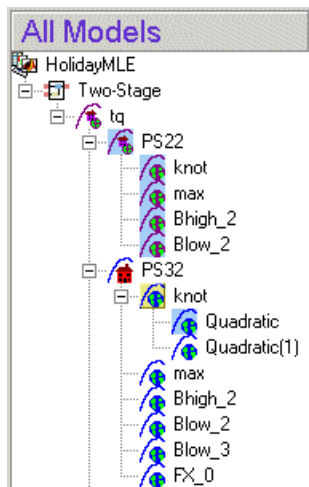 All Models
HolidayMLE
Two-Stage
tq
PS22
knot
max
Bhigh_2
Blow_2
PS32
knot
Quadratic
Quadratic(1)
max
Bhigh_2
Blow_2
Blow_3
FX_0